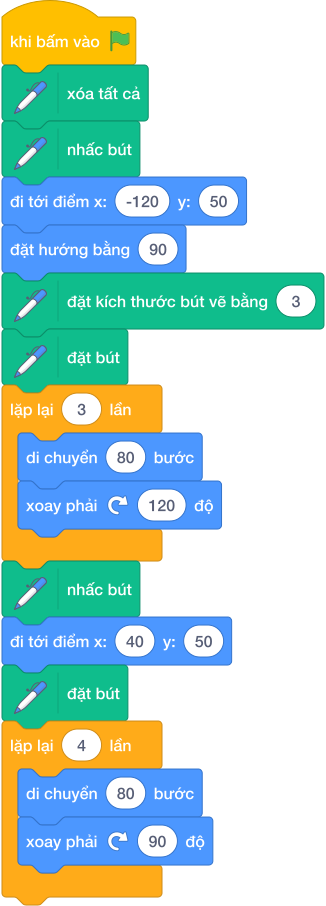 khi bấm vào
xóa tất cả
nhấc bút
đi tới điểm x: -120 y: 50
đặt hướng bằng 90
đặt kích thước bút vẽ bằng 3
đặt bút
lặp lại 3 lần
di chuyển 80 bước
xoay phải 120 độ
nhấc bút
đi tới điểm x: 40 y: 50
đặt bút
lặp lại 4 lần
di chuyển 80 bước
xoay phải 90 độ